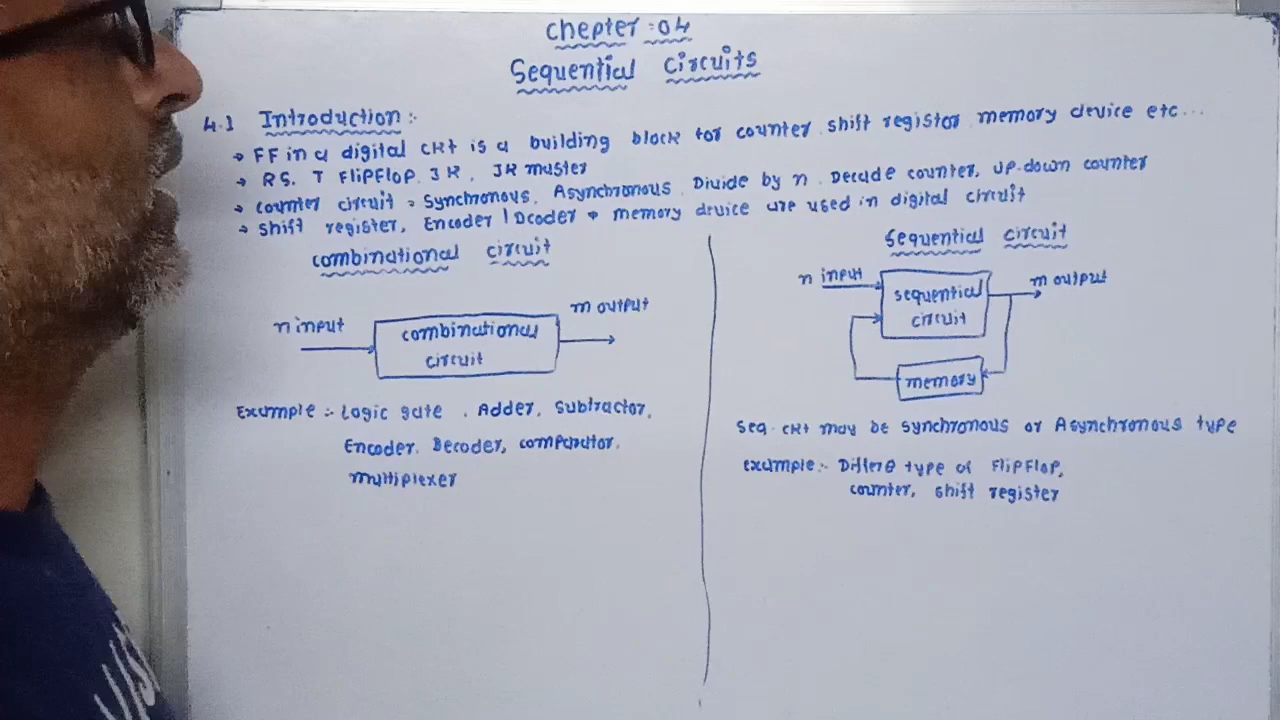 Chepter :04
Sequential Circuits
4.1 Introduction :-
→ FF in a digital CKt is a building block for counter, shift registor, memory device etc...
→ RS, T FlipFlop, JK, JK master
→ counter circuit = Synchronous, Asynchronous, Divide by n, Decade counter, UP-down counter
→ shift register, Encoder | Dcoder → memory device are used in digital circuit
combinational circuit
n input
combinational circuit
m output
Example :- Logic gate, Adder, Subtractor,
Encoder, Decoder, comparator,
multiplexer
Sequential circuit
n input
sequential circuit
m output
memory
Seq. CKt may be Synchronous or Asynchronous type
example:- type of FlipFlop,
counter, shift register